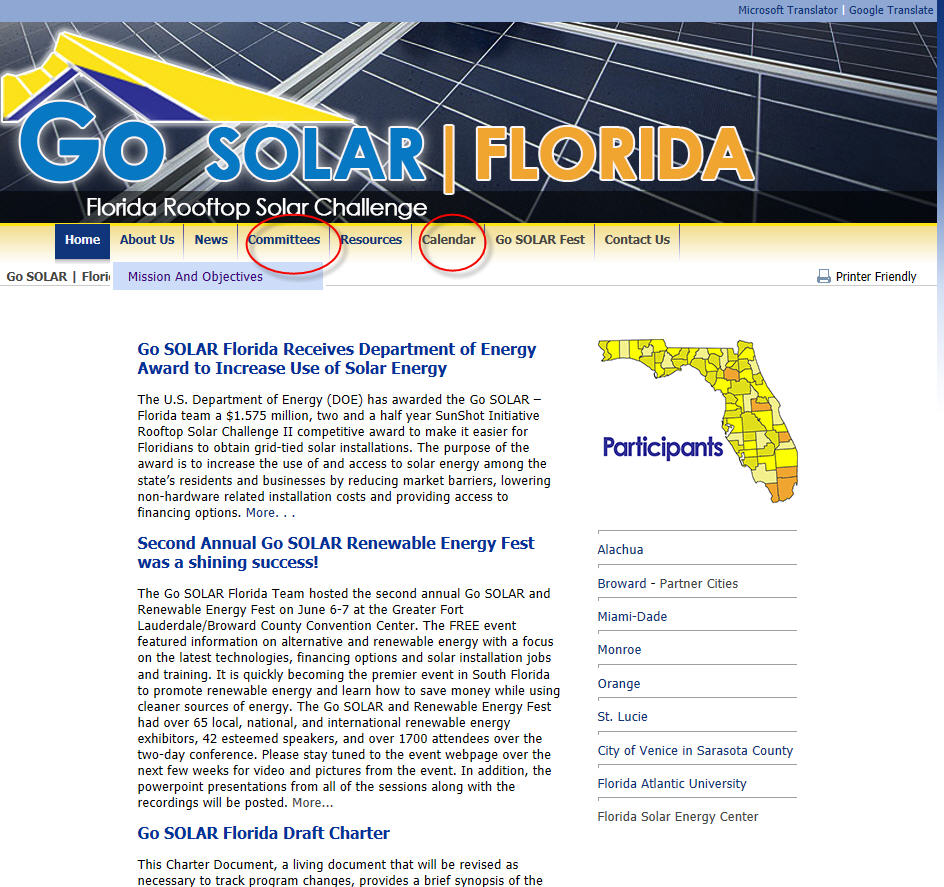 Microsoft Translator | Google Translate
Go SOLAR | FLORIDA
Florida Rooftop Solar Challenge
Home About Us News Committees Resources Calendar Go SOLAR Fest Contact Us
Go SOLAR | Flori
Mission And Objectives
Printer Friendly
Go SOLAR Florida Receives Department of Energy
Award to Increase Use of Solar Energy
The U.S. Department of Energy (DOE) has awarded the Go SOLAR –
Florida team a $1.575 million, two and a half year SunShot Initiative
Rooftop Solar Challenge II competitive award to make it easier for
Floridians to obtain grid-tied solar installations. The purpose of the
award is to increase the use of and access to solar energy among the
state's residents and businesses by reducing market barriers, lowering
non-hardware related installation costs and providing access to
financing options. More. . .
Second Annual Go SOLAR Renewable Energy Fest
was a shining success!
The Go SOLAR Florida Team hosted the second annual Go SOLAR and
Renewable Energy Fest on June 6-7 at the Greater Fort
Lauderdale/Broward County Convention Center. The FREE event
featured information on alternative and renewable energy with a focus
on the latest technologies, financing options and solar installation jobs
and training. It is quickly becoming the premier event in South Florida
to promote renewable energy and learn how to save money while using
cleaner sources of energy. The Go SOLAR and Renewable Energy Fest
had over 65 local, national, and international renewable energy
exhibitors, 42 esteemed speakers, and over 1700 attendees over the
two-day conference. Please stay tuned to the event webpage over the
next few weeks for video and pictures from the event. In addition, the
powerpoint presentations from all of the sessions along with the
recordings will be posted. More...
Go SOLAR Florida Draft Charter
This Charter Document, a living document that will be revised as
necessary to track program changes, provides a brief synopsis of the
Participants
Alachua
Broward - Partner Cities
Miami-Dade
Monroe
Orange
St. Lucie
City of Venice in Sarasota County
Florida Atlantic University
Florida Solar Energy Center